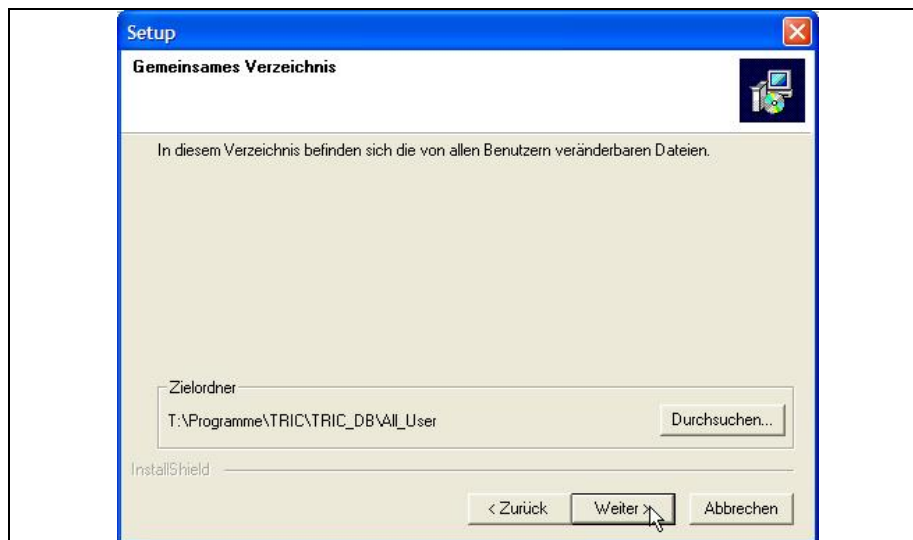 Setup
Gemeinsames Verzeichnis
In diesem Verzeichnis befinden sich die von allen Benutzern veränderbaren Dateien.
Zielordner
T:\Programme\TRIC\TRIC_DB\All_User
Durchsuchen...
InstallShield
< Zurück Weiter > Abbrechen